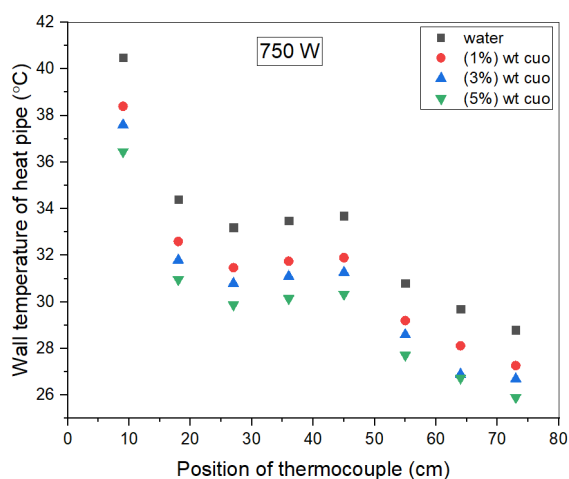 42
40
38
36
34
32
30
28
26
0
10
20
30
40
50
60
70
80
Wall temperature of heat pipe (°C)
Position of thermocouple (cm)
750 W
water
(1%) wt cuo
(3%) wt cuo
(5%) wt cuo